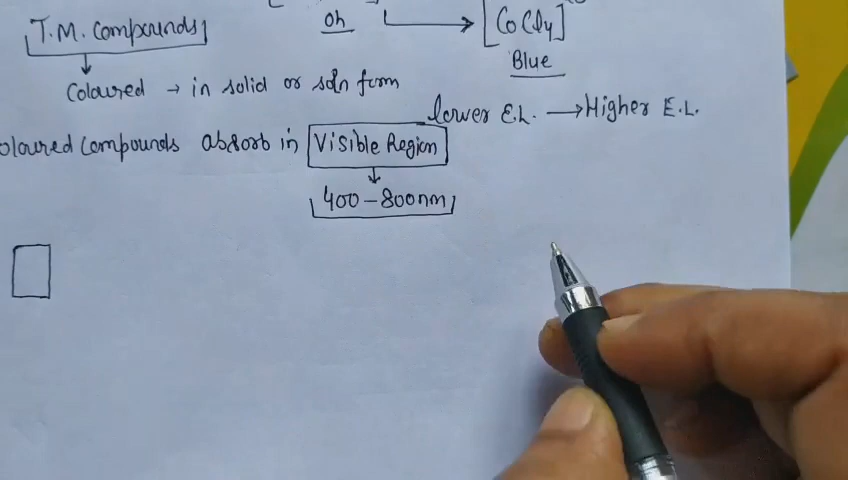 T.M. Compounds
Oh
[CoCl4]
Blue
Coloured → in solid or soln form
lower E.L. → Higher E.L.
oloured compounds absorb in Visible Region
400-800nm